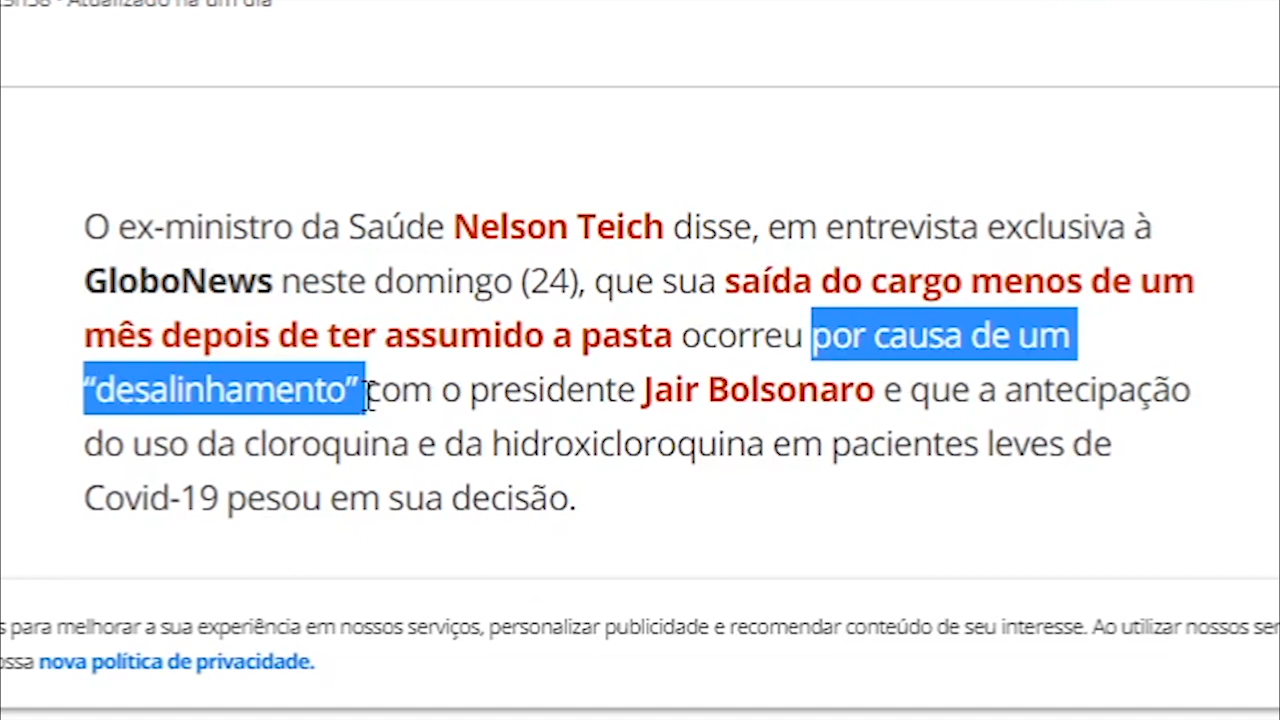 Atualizado há um dia
O ex-ministro da Saúde Nelson Teich disse, em entrevista exclusiva à
GloboNews neste domingo (24), que sua saída do cargo menos de um
mês depois de ter assumido a pasta ocorreu por causa de um
“desalinhamento” com o presidente Jair Bolsonaro e que a antecipação
do uso da cloroquina e da hidroxicloroquina em pacientes leves de
Covid-19 pesou em sua decisão.
para melhorar a sua experiência em nossos serviços, personalizar publicidade e recomendar conteúdo de seu interesse. Ao utilizar nossos
nova política de privacidade.